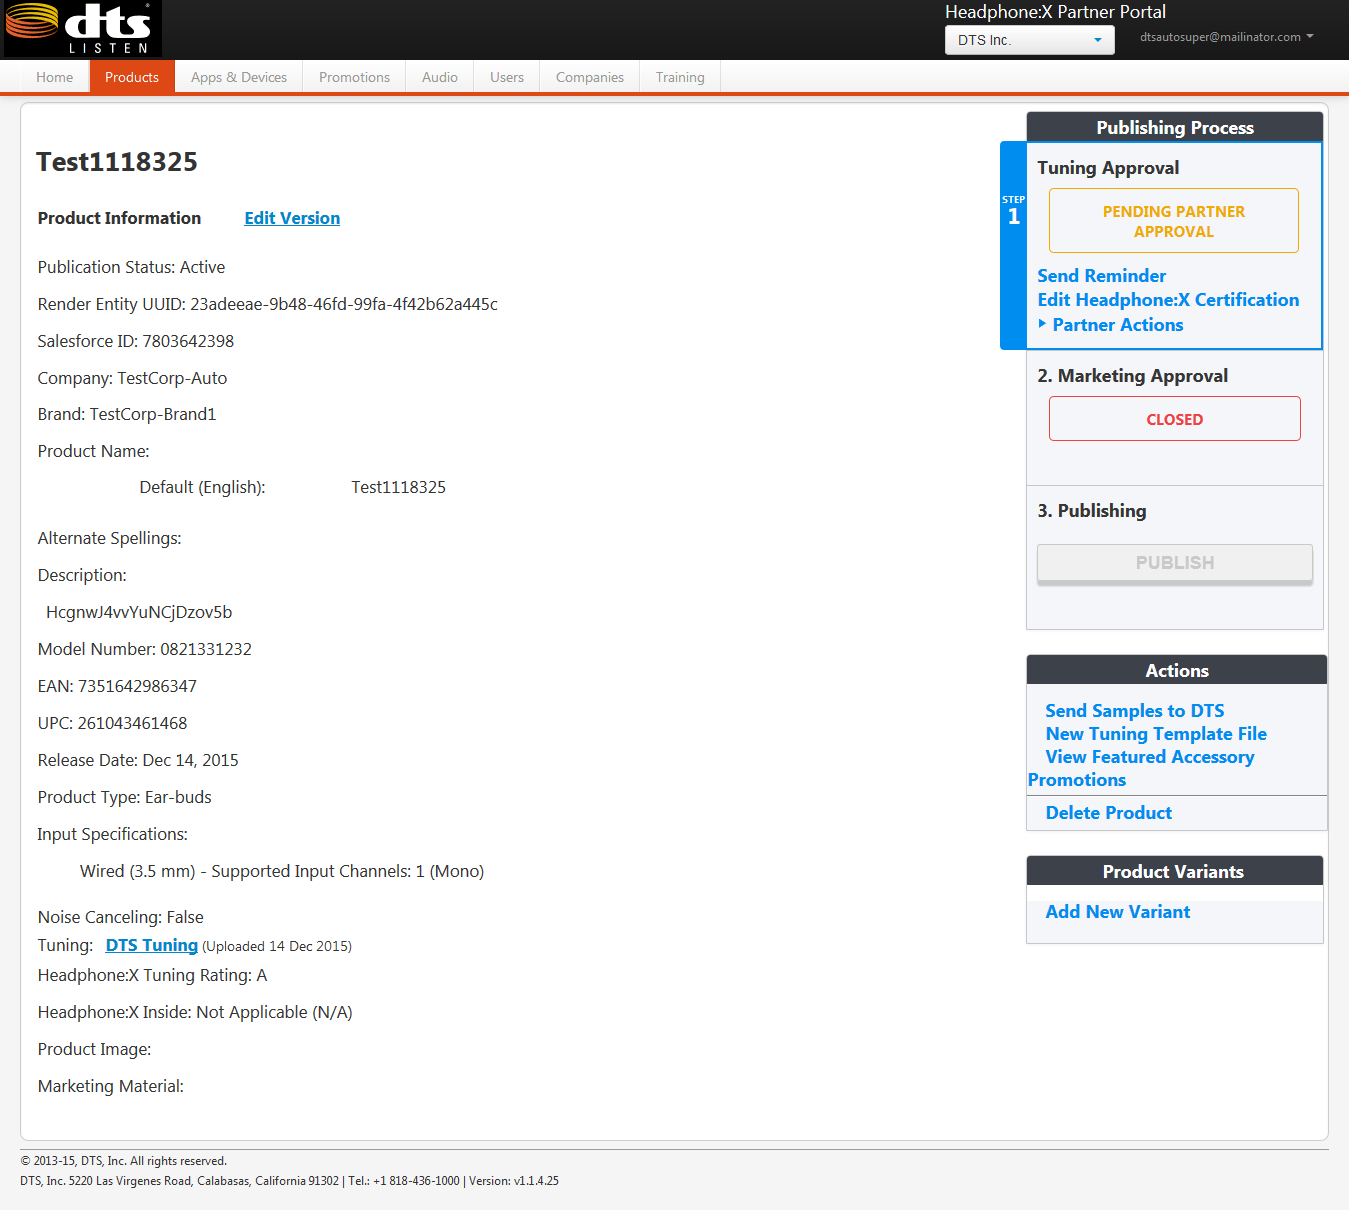 dts
LISTEN
Headphone:X Partner Portal
DTS Inc.
dtsautosuper@mailinator.com
Home
Products
Apps & Devices
Promotions
Audio
Users
Companies
Training
Test1118325
Product Information
Edit Version
Publication Status: Active
Render Entity UUID: 23adeeae-9b48-46fd-99fa-4f42b62a445c
Salesforce ID: 7803642398
Company: TestCorp-Auto
Brand: TestCorp-Brand1
Product Name:
Default (English): Test1118325
Alternate Spellings:
Description:
HcgnwJ4vvYuNCjDzov5b
Model Number: 0821331232
EAN: 7351642986347
UPC: 261043461468
Release Date: Dec 14, 2015
Product Type: Ear-buds
Input Specifications:
Wired (3.5 mm) - Supported Input Channels: 1 (Mono)
Noise Canceling: False
Tuning: DTS Tuning (Uploaded 14 Dec 2015)
Headphone:X Tuning Rating: A
Headphone:X Inside: Not Applicable (N/A)
Product Image:
Marketing Material:
Publishing Process
STEP
1
Tuning Approval
PENDING PARTNER
APPROVAL
Send Reminder
Edit Headphone:X Certification
Partner Actions
2. Marketing Approval
CLOSED
3. Publishing
PUBLISH
Actions
Send Samples to DTS
New Tuning Template File
View Featured Accessory
Promotions
Delete Product
Product Variants
Add New Variant
© 2013-15, DTS, Inc. All rights reserved.
DTS, Inc. 5220 Las Virgenes Road, Calabasas, California 91302 | Tel.: +1 818-436-1000 | Version: v1.1.4.25